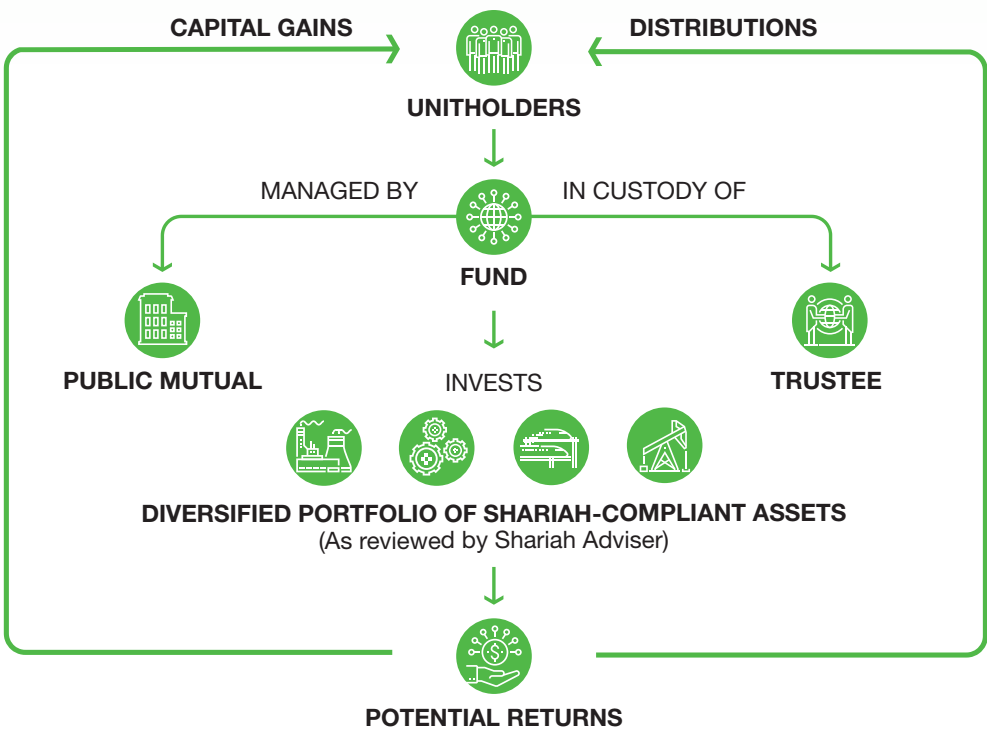 CAPITAL GAINS
DISTRIBUTIONS
UNITHOLDERS
MANAGED BY
IN CUSTODY OF
FUND
PUBLIC MUTUAL
INVESTS
TRUSTEE
DIVERSIFIED PORTFOLIO OF SHARIAH-COMPLIANT ASSETS
(As reviewed by Shariah Adviser)
$
POTENTIAL RETURNS